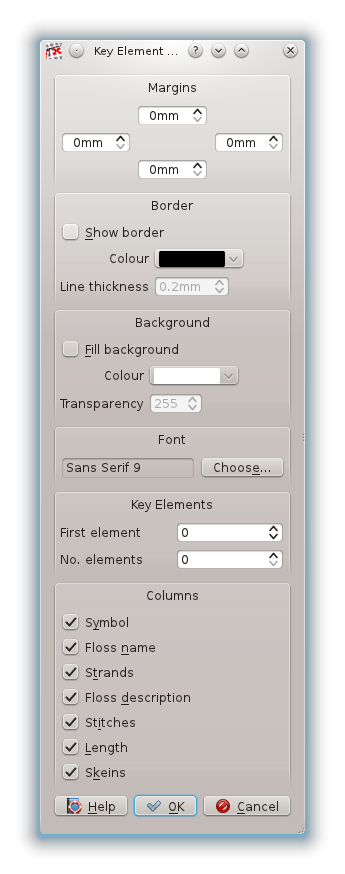 Key Element ...
Margins
0mm
0mm 0mm
0mm
Border
Show border
Colour
Line thickness 0.2mm
Background
Fill background
Colour
Transparency 255
Font
Sans Serif 9 Choose...
Key Elements
First element 0
No. elements 0
Columns
Symbol
Floss name
Strands
Floss description
Stitches
Length
Skeins
Help OK Cancel